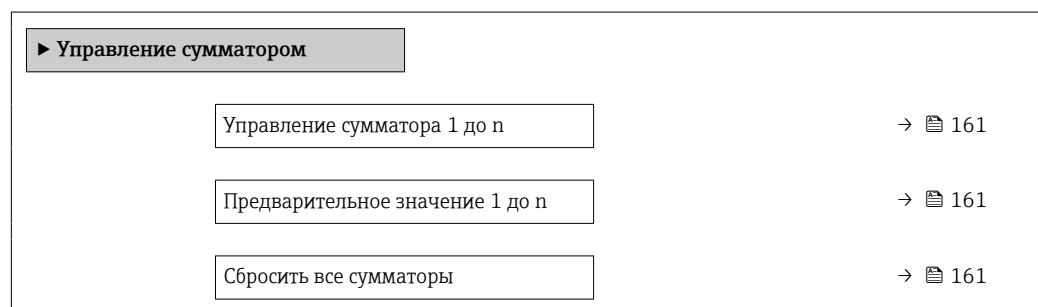 ► Управление сумматором
Управление сумматора 1 до n → 161
Предварительное значение 1 до n → 161
Сбросить все сумматоры → 161